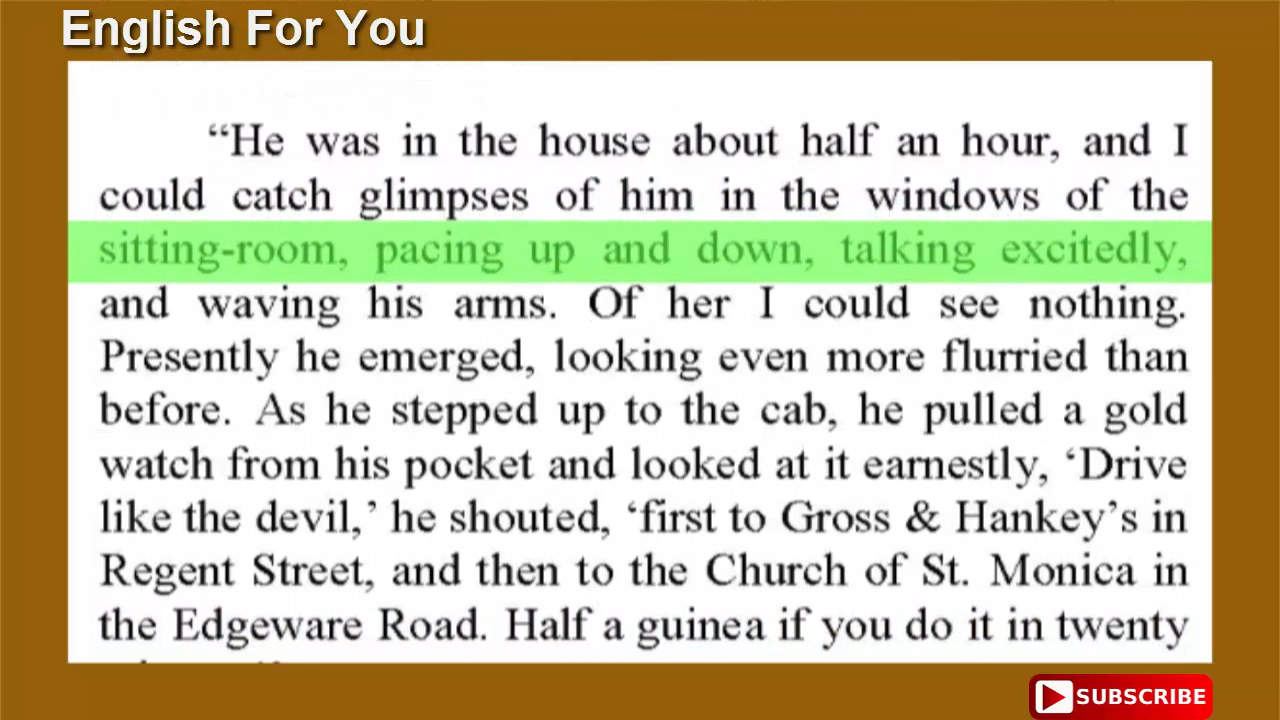 English For You
“He was in the house about half an hour, and I
could catch glimpses of him in the windows of the
sitting-room, pacing up and down, talking excitedly,
and waving his arms. Of her I could see nothing.
Presently he emerged, looking even more flurried than
before. As he stepped up to the cab, he pulled a gold
watch from his pocket and looked at it earnestly, ‘Drive
like the devil,’ he shouted, ‘first to Gross & Hankey’s in
Regent Street, and then to the Church of St. Monica in
the Edgeware Road. Half a guinea if you do it in twenty
SUBSCRIBE